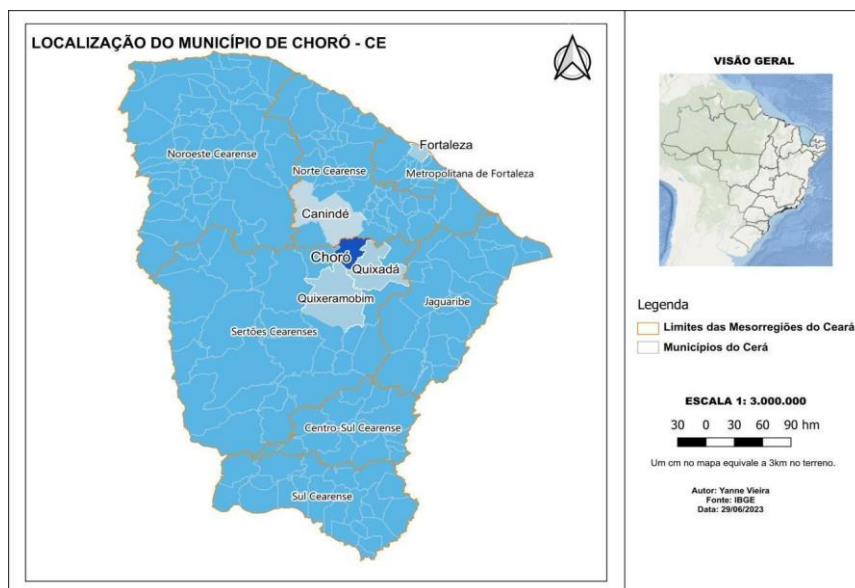 LOCALIZAÇÃO DO MUNICÍPIO DE CHORÓ - CE
Fortaleza
Noroeste Cearense
Norte Cearense
Metropolitana de Fortaleza
Canindé
Choró
Quixadá
Quixeramobim
Jaguaribe
Sertões Cearenses
Centro-Sul Cearense
Sul Cearense
VISÃO GERAL
Legenda
Limites das Mesorregiões do Ceará
Municípios do Cerá
ESCALA 1: 3.000.000
30 0 30 60 90 hm
Um cm no mapa equivale a 3km no terreno.
Autor: Yanne Vieira
Fonte: IBGE
Data: 29/06/2023